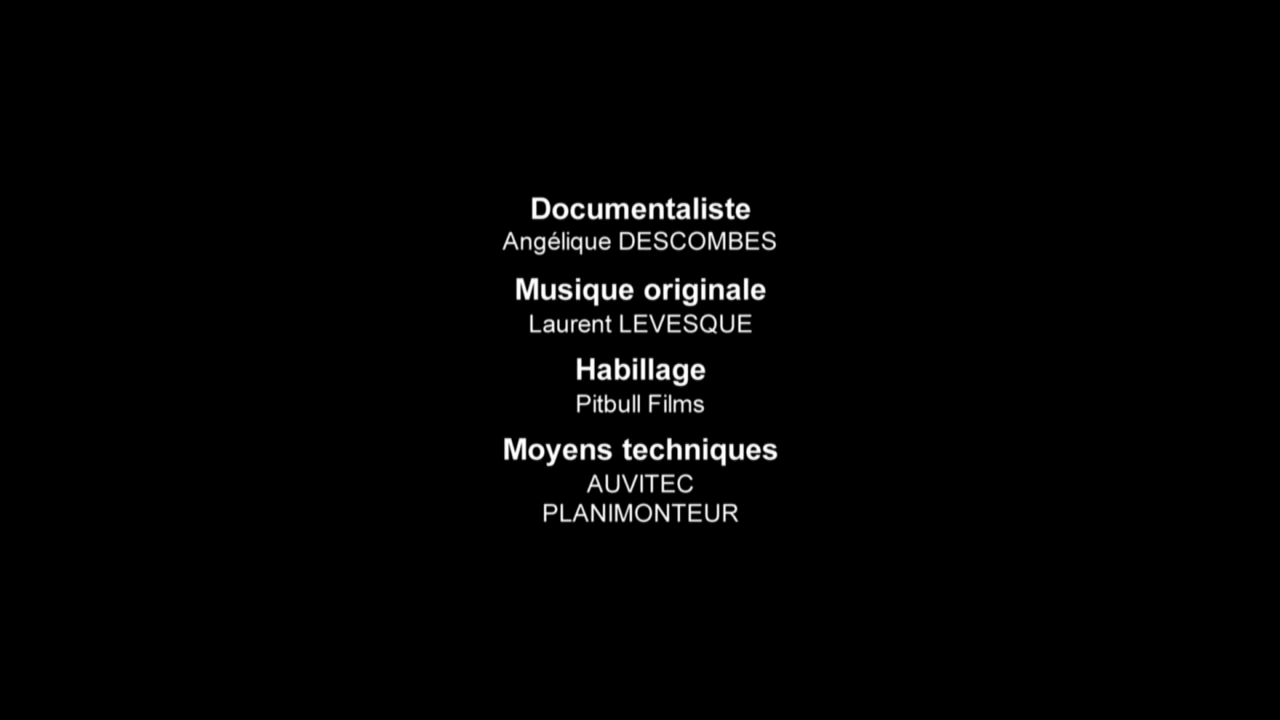 Documentaliste
Angélique DESCOMBES
Musique originale
Laurent LEVESQUE
Habillage
Pitbull Films
Moyens techniques
AUVITEC
PLANIMONTEUR